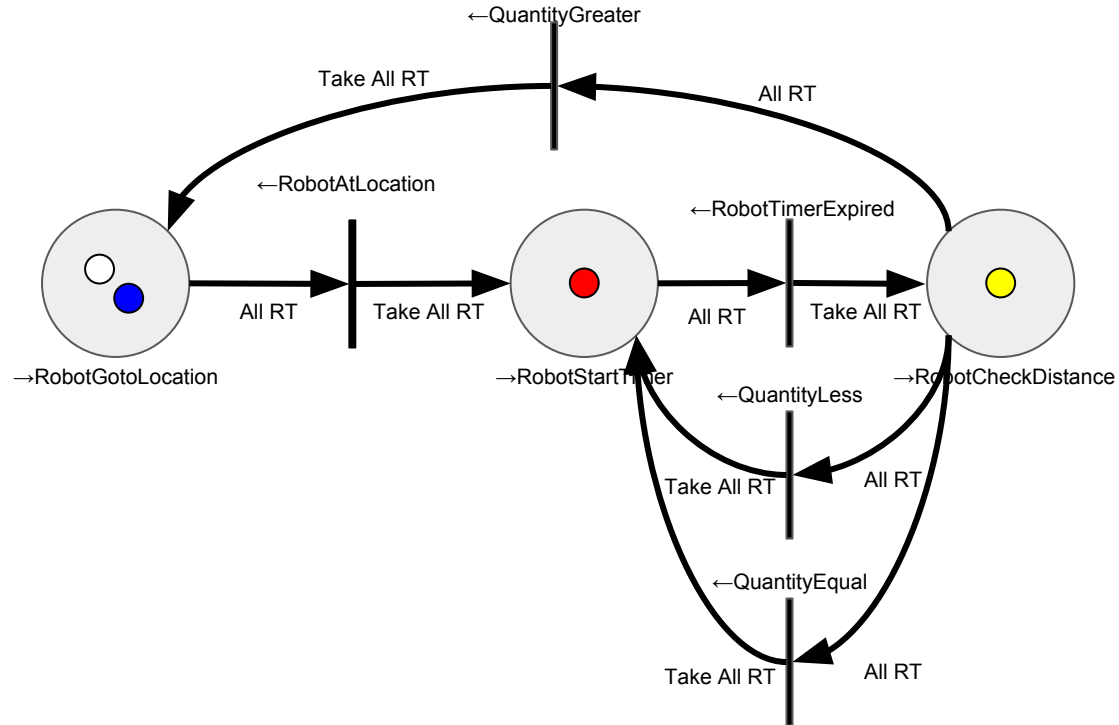 ←QuantityGreater
Take All RT
All RT
←RobotAtLocation
←RobotTimerExpired
All RT
Take All RT
All RT
Take All RT
→RobotGotoLocation
→RobotStartTimer
→RobotCheckDistance
←QuantityLess
Take All RT
All RT
←QuantityEqual
Take All RT
All RT